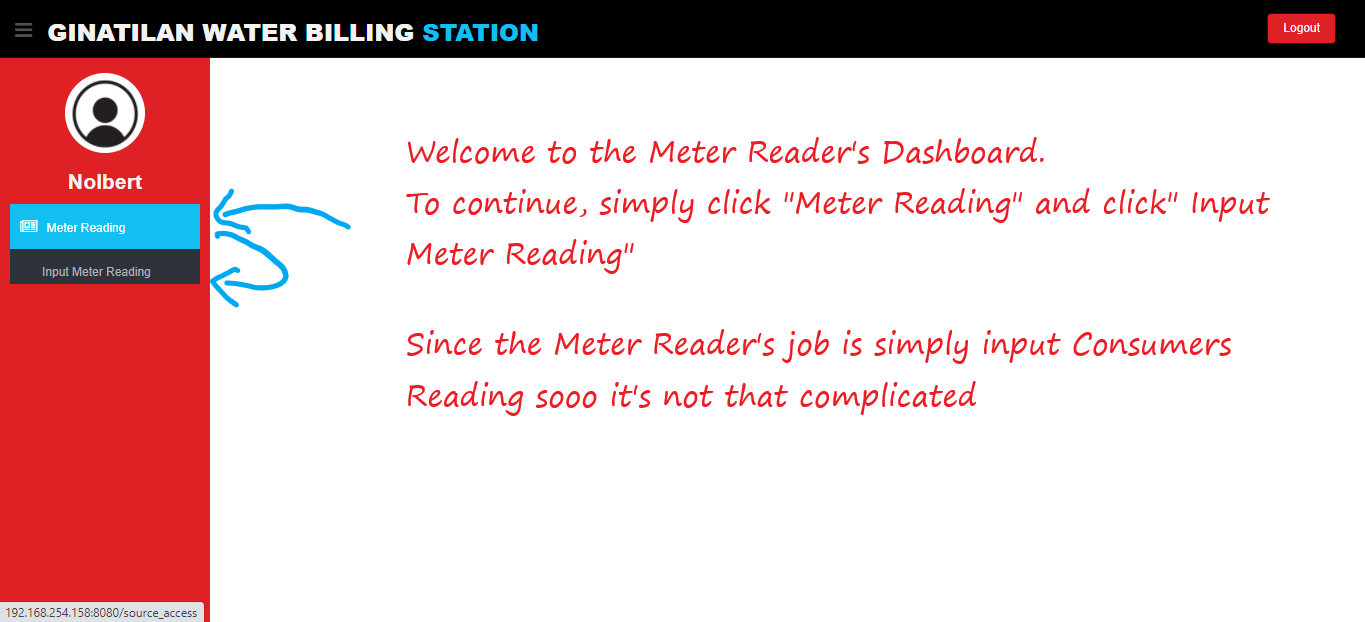 GINATILAN WATER BILLING STATION
Logout
Nolbert
Meter Reading
Input Meter Reading
Welcome to the Meter Reader's Dashboard.
To continue, simply click "Meter Reading" and click" Input
Meter Reading"
Since the Meter Reader's job is simply input Consumers
Reading sooo it's not that complicated
192.168.254.158:8080/source_access